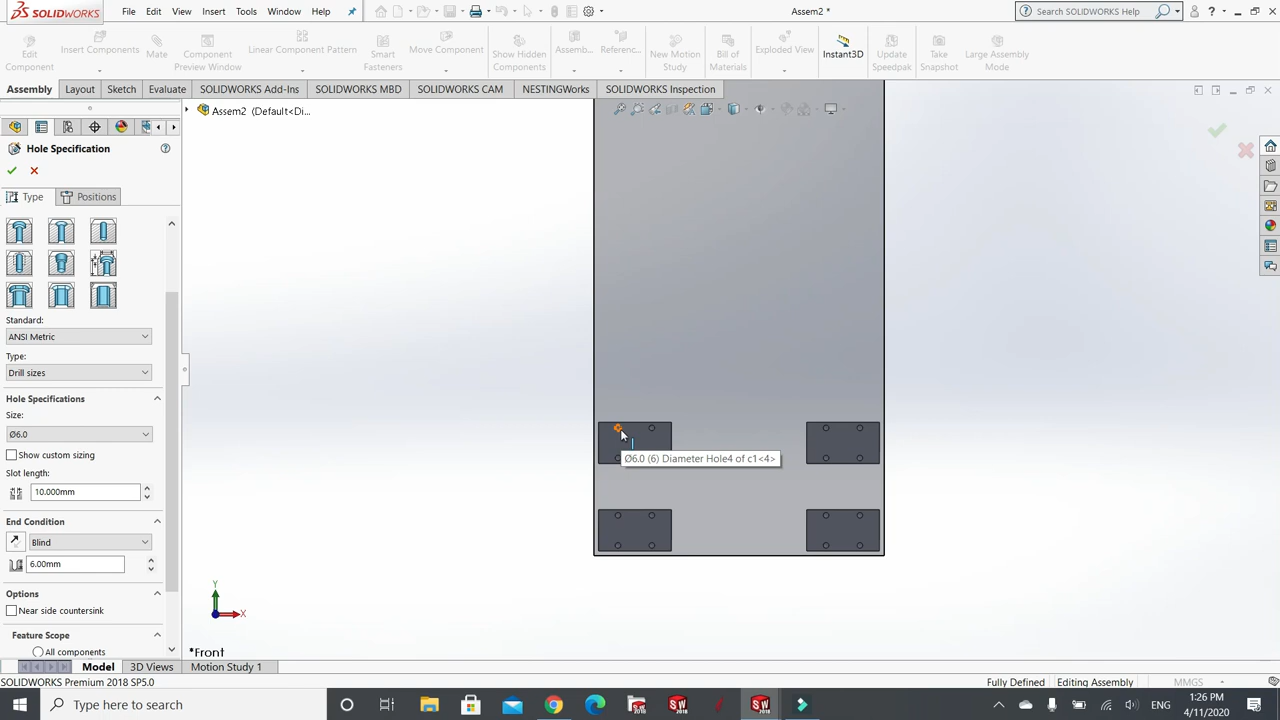 SOLIDWORKS
File
Edit
View
Insert
Tools
Window
Help
Assem2 *
Search SOLIDWORKS Help
Edit Component
Insert Components
Mate
Component Preview Window
Linear Component Pattern
Smart Fasteners
Move Component
Show Hidden Components
Assemb...
Referenc...
New Motion Study
Bill of Materials
Exploded View
Instant3D
Update Speedpak
Take Snapshot
Large Assembly Mode
Assembly
Layout
Sketch
Evaluate
SOLIDWORKS Add-Ins
SOLIDWORKS MBD
SOLIDWORKS CAM
NESTINGWorks
SOLIDWORKS Inspection
Assem2 (Default<Di...
Hole Specification
Type
Positions
Standard:
ANSI Metric
Type:
Drill sizes
Hole Specifications
Size:
Ø6.0
Show custom sizing
Slot length:
10.000mm
End Condition
Blind
6.00mm
Options
Near side countersink
Feature Scope
All components
Ø6.0 (6) Diameter Hole4 of c1<4>
Y
X
*Front
Model
3D Views
Motion Study 1
SOLIDWORKS Premium 2018 SP5.0
Fully Defined
Editing Assembly
MMGS
Type here to search
ENG
1:26 PM
4/11/2020